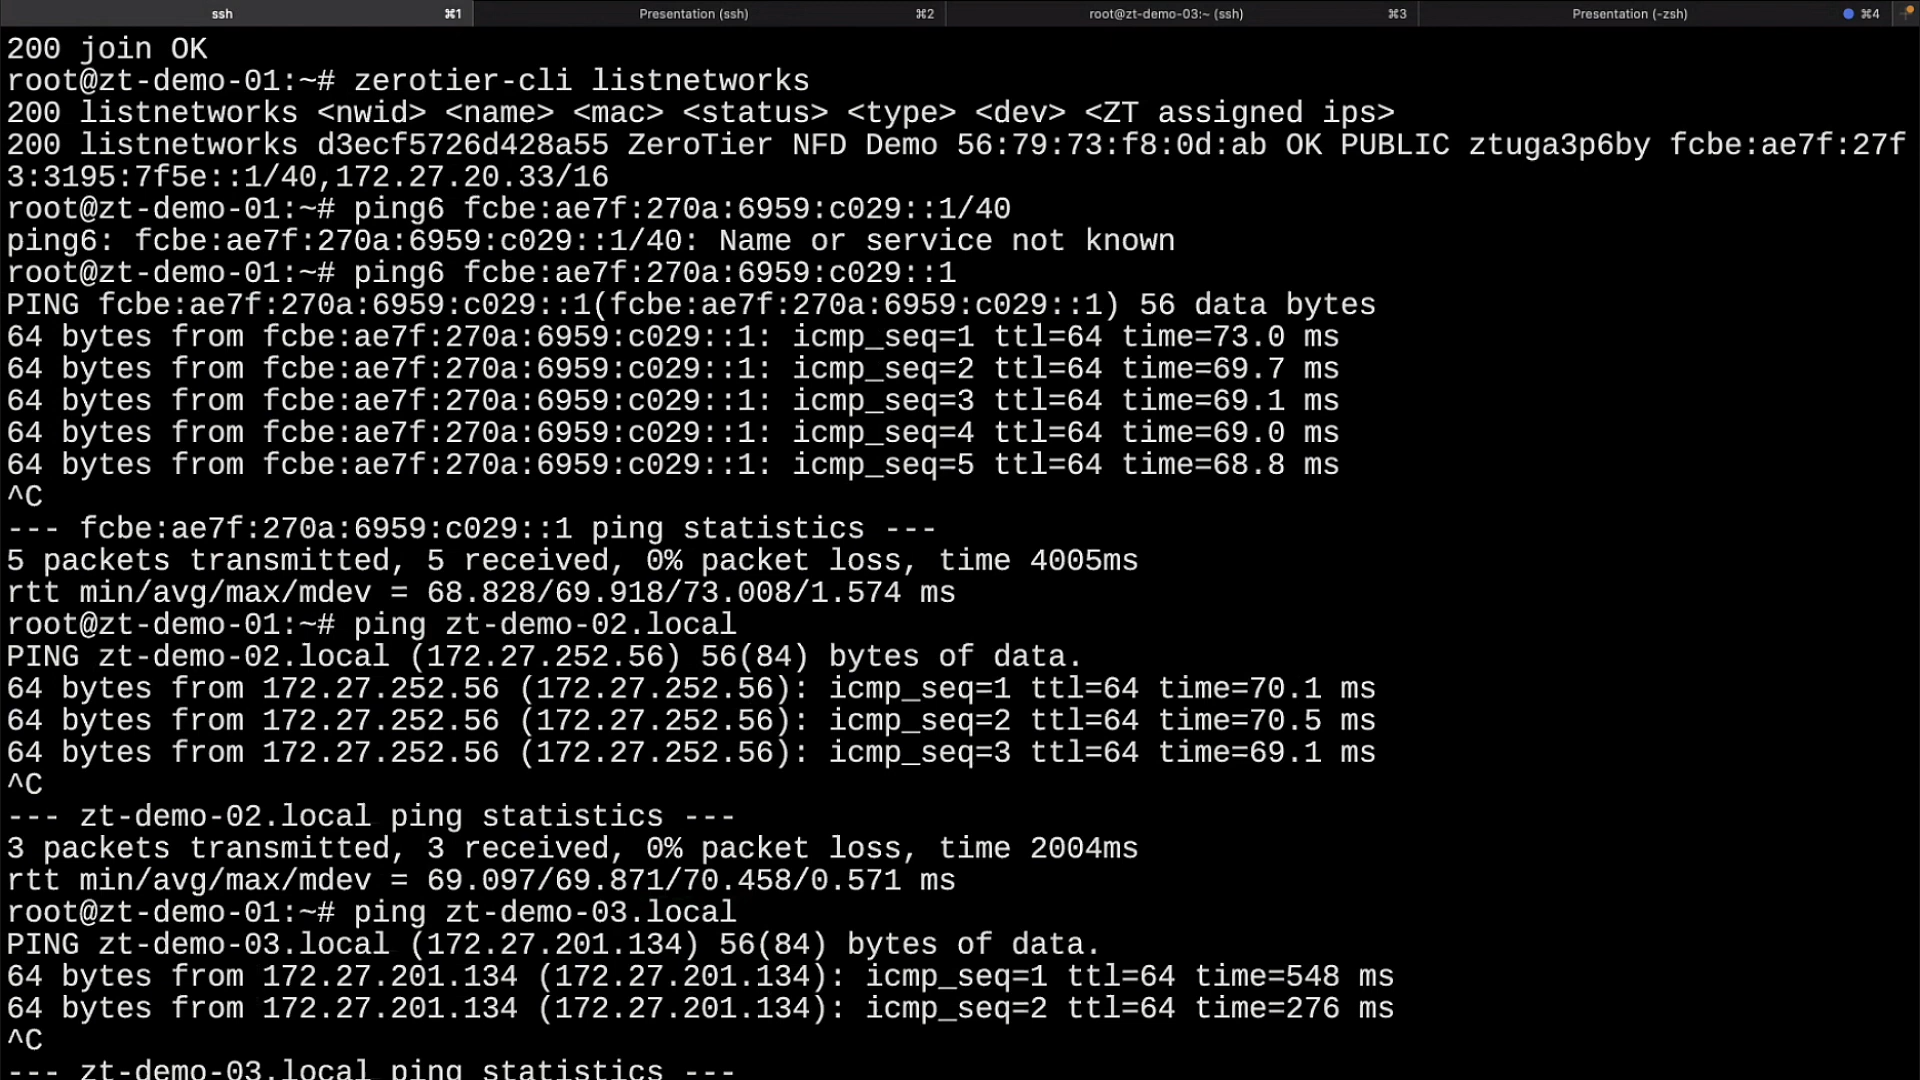 ssh ⌘1 Presentation (ssh) ⌘2 root@zt-demo-03:~ (ssh) ⌘3 Presentation (-zsh) ⌘4
200 join OK
root@zt-demo-01:~# zerotier-cli listnetworks
200 listnetworks <nwid> <name> <mac> <status> <type> <dev> <ZT assigned ips>
200 listnetworks d3ecf5726d428a55 ZeroTier NFD Demo 56:79:73:f8:0d:ab OK PUBLIC ztuga3p6by fcbe:ae7f:27f
3:3195:7f5e::1/40,172.27.20.33/16
root@zt-demo-01:~# ping6 fcbe:ae7f:270a:6959:c029::1/40
ping6: fcbe:ae7f:270a:6959:c029::1/40: Name or service not known
root@zt-demo-01:~# ping6 fcbe:ae7f:270a:6959:c029::1
PING fcbe:ae7f:270a:6959:c029::1(fcbe:ae7f:270a:6959:c029::1) 56 data bytes
64 bytes from fcbe:ae7f:270a:6959:c029::1: icmp_seq=1 ttl=64 time=73.0 ms
64 bytes from fcbe:ae7f:270a:6959:c029::1: icmp_seq=2 ttl=64 time=69.7 ms
64 bytes from fcbe:ae7f:270a:6959:c029::1: icmp_seq=3 ttl=64 time=69.1 ms
64 bytes from fcbe:ae7f:270a:6959:c029::1: icmp_seq=4 ttl=64 time=69.0 ms
64 bytes from fcbe:ae7f:270a:6959:c029::1: icmp_seq=5 ttl=64 time=68.8 ms
^C
--- fcbe:ae7f:270a:6959:c029::1 ping statistics ---
5 packets transmitted, 5 received, 0% packet loss, time 4005ms
rtt min/avg/max/mdev = 68.828/69.918/73.008/1.574 ms
root@zt-demo-01:~# ping zt-demo-02.local
PING zt-demo-02.local (172.27.252.56) 56(84) bytes of data.
64 bytes from 172.27.252.56 (172.27.252.56): icmp_seq=1 ttl=64 time=70.1 ms
64 bytes from 172.27.252.56 (172.27.252.56): icmp_seq=2 ttl=64 time=70.5 ms
64 bytes from 172.27.252.56 (172.27.252.56): icmp_seq=3 ttl=64 time=69.1 ms
^C
--- zt-demo-02.local ping statistics ---
3 packets transmitted, 3 received, 0% packet loss, time 2004ms
rtt min/avg/max/mdev = 69.097/69.871/70.458/0.571 ms
root@zt-demo-01:~# ping zt-demo-03.local
PING zt-demo-03.local (172.27.201.134) 56(84) bytes of data.
64 bytes from 172.27.201.134 (172.27.201.134): icmp_seq=1 ttl=64 time=548 ms
64 bytes from 172.27.201.134 (172.27.201.134): icmp_seq=2 ttl=64 time=276 ms
^C
--- zt-demo-03.local ping statistics ---